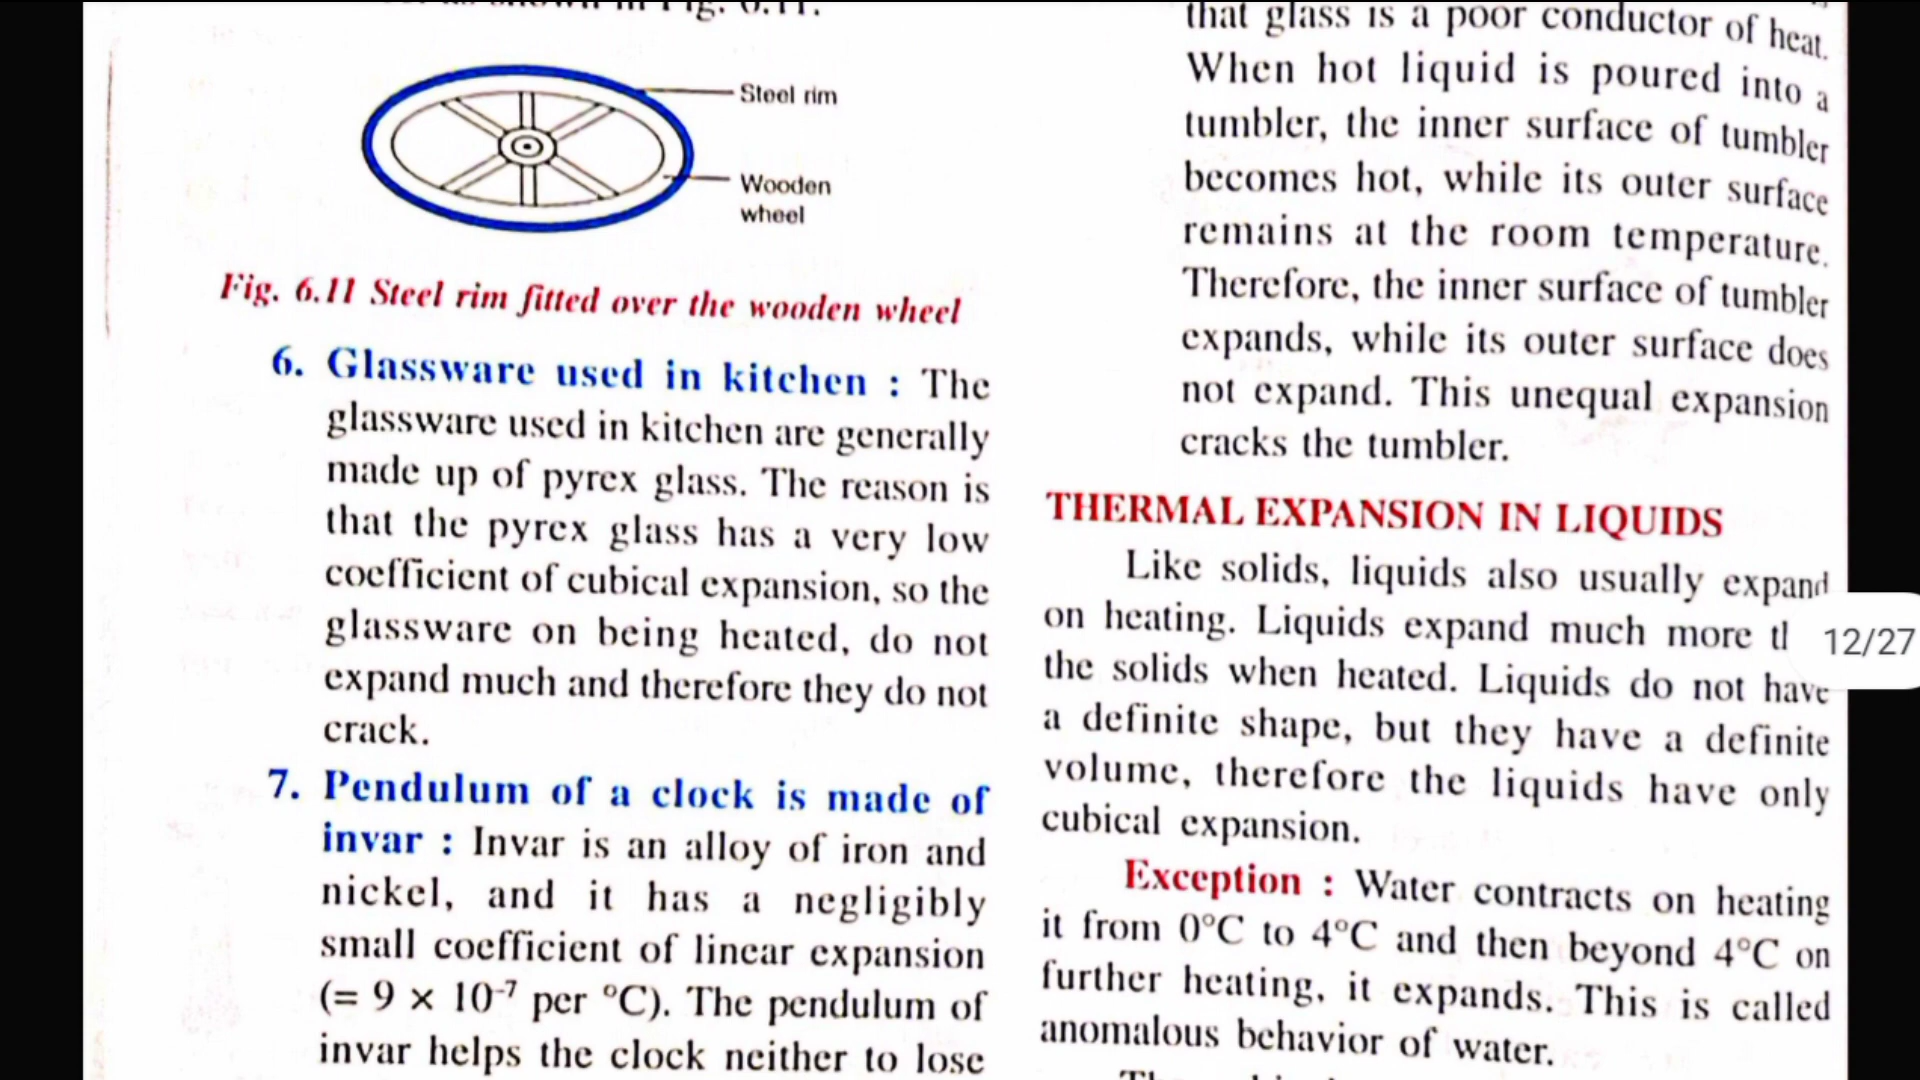 Steel rim
Wooden
wheel
Fig. 6.11 Steel rim fitted over the wooden wheel
6. Glassware used in kitchen : The
glassware used in kitchen are generally
made up of pyrex glass. The reason is
that the pyrex glass has a very low
coefficient of cubical expansion, so the
glassware on being heated, do not
expand much and therefore they do not
crack.
7. Pendulum of a clock is made of
invar : Invar is an alloy of iron and
nickel, and it has a negligibly
small coefficient of linear expansion
(= 9 × 10⁻⁷ per °C). The pendulum of
invar helps the clock neither to lose
that glass is a poor conductor of heat.
When hot liquid is poured into a
tumbler, the inner surface of tumbler
becomes hot, while its outer surface
remains at the room temperature.
Therefore, the inner surface of tumbler
expands, while its outer surface does
not expand. This unequal expansion
cracks the tumbler.
THERMAL EXPANSION IN LIQUIDS
Like solids, liquids also usually expand
on heating. Liquids expand much more
the solids when heated. Liquids do not have
a definite shape, but they have a definite
volume, therefore the liquids have only
cubical expansion.
Exception : Water contracts on heating
it from 0°C to 4°C and then beyond 4°C on
further heating, it expands. This is called
anomalous behavior of water.
12/27